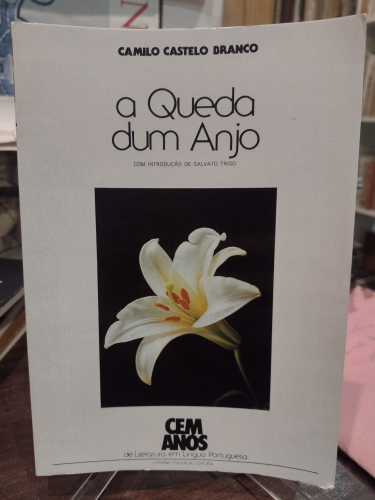 CAMILO CASTELO BRANCO
a Queda
dum Anjo
COM INTRODUÇÃO DE SALVATO TRIGO
CEM
ANOS
de Literatura em Língua Portuguesa